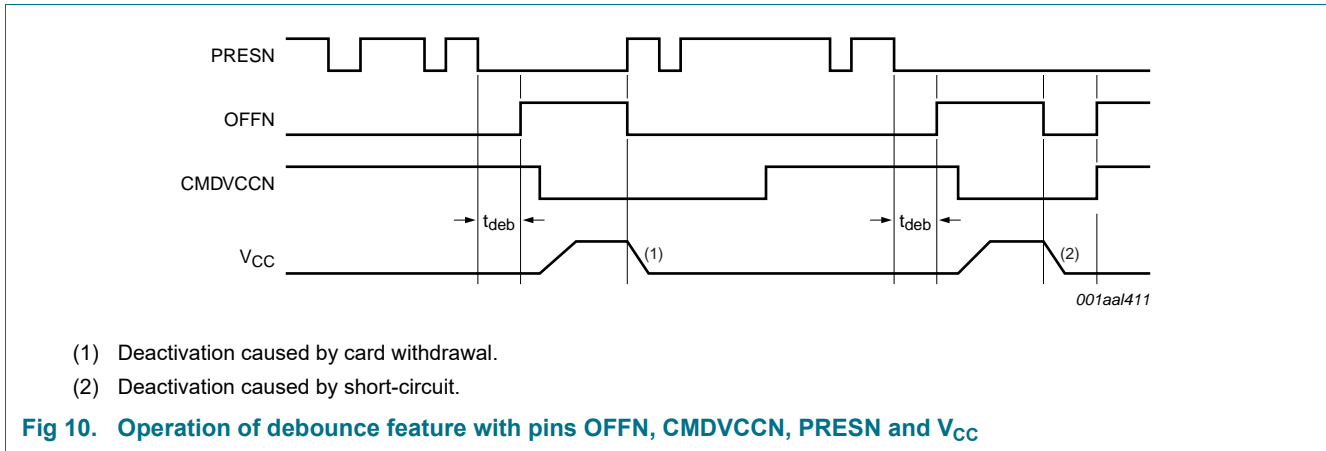 PRESN
OFFN
CMDVCCN
tdeb
tdeb
VCC
(1)
(2)
001aal411
(1) Deactivation caused by card withdrawal.
(2) Deactivation caused by short-circuit.
Fig 10. Operation of debounce feature with pins OFFN, CMDVCCN, PRESN and VCC